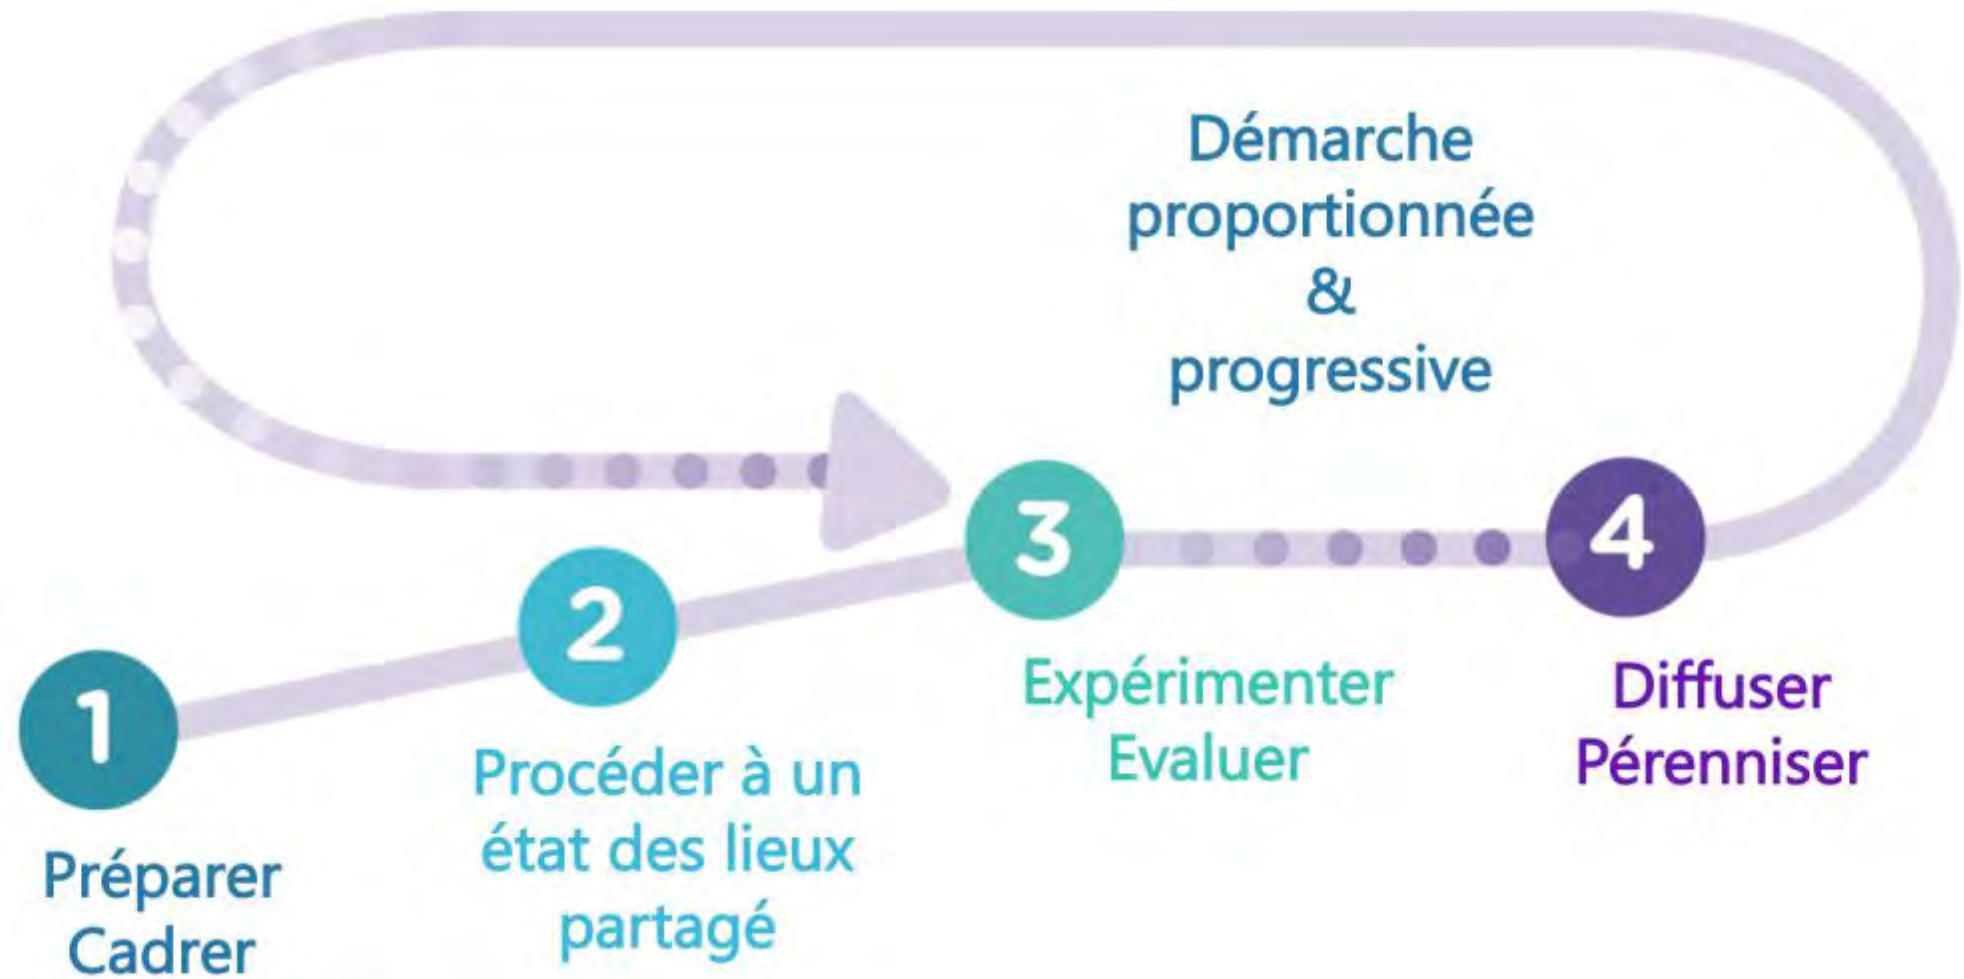 Démarche
proportionnée
&
progressive
1
Préparer
Cadrer
2
Procéder à un
état des lieux
partagé
3
Expérimenter
Evaluer
4
Diffuser
Pérenniser